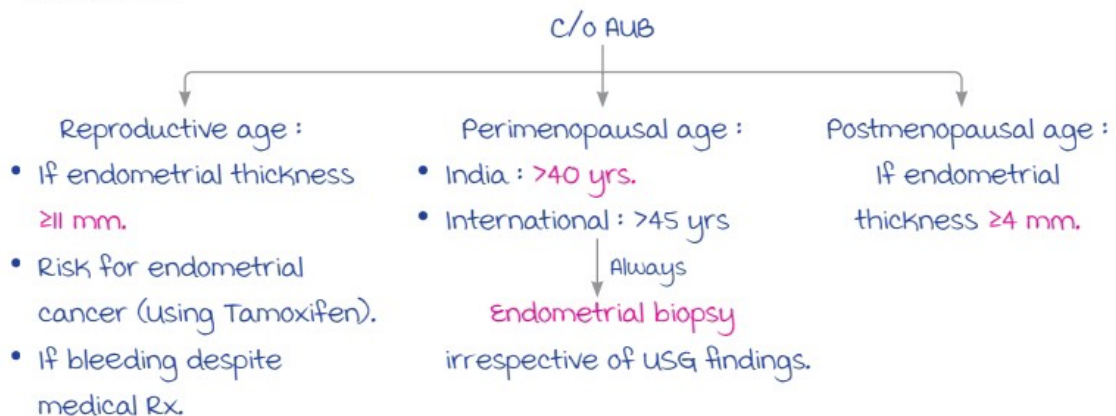 C/o AUB
Reproductive age :
• If endometrial thickness
≥11 mm.
• Risk for endometrial
cancer (using Tamoxifen).
• If bleeding despite
medical Rx.
Perimenopausal age :
• India : >40 yrs.
• International : >45 yrs
Always
Endometrial biopsy
irrespective of USG findings.
Postmenopausal age :
If endometrial
thickness ≥4 mm.